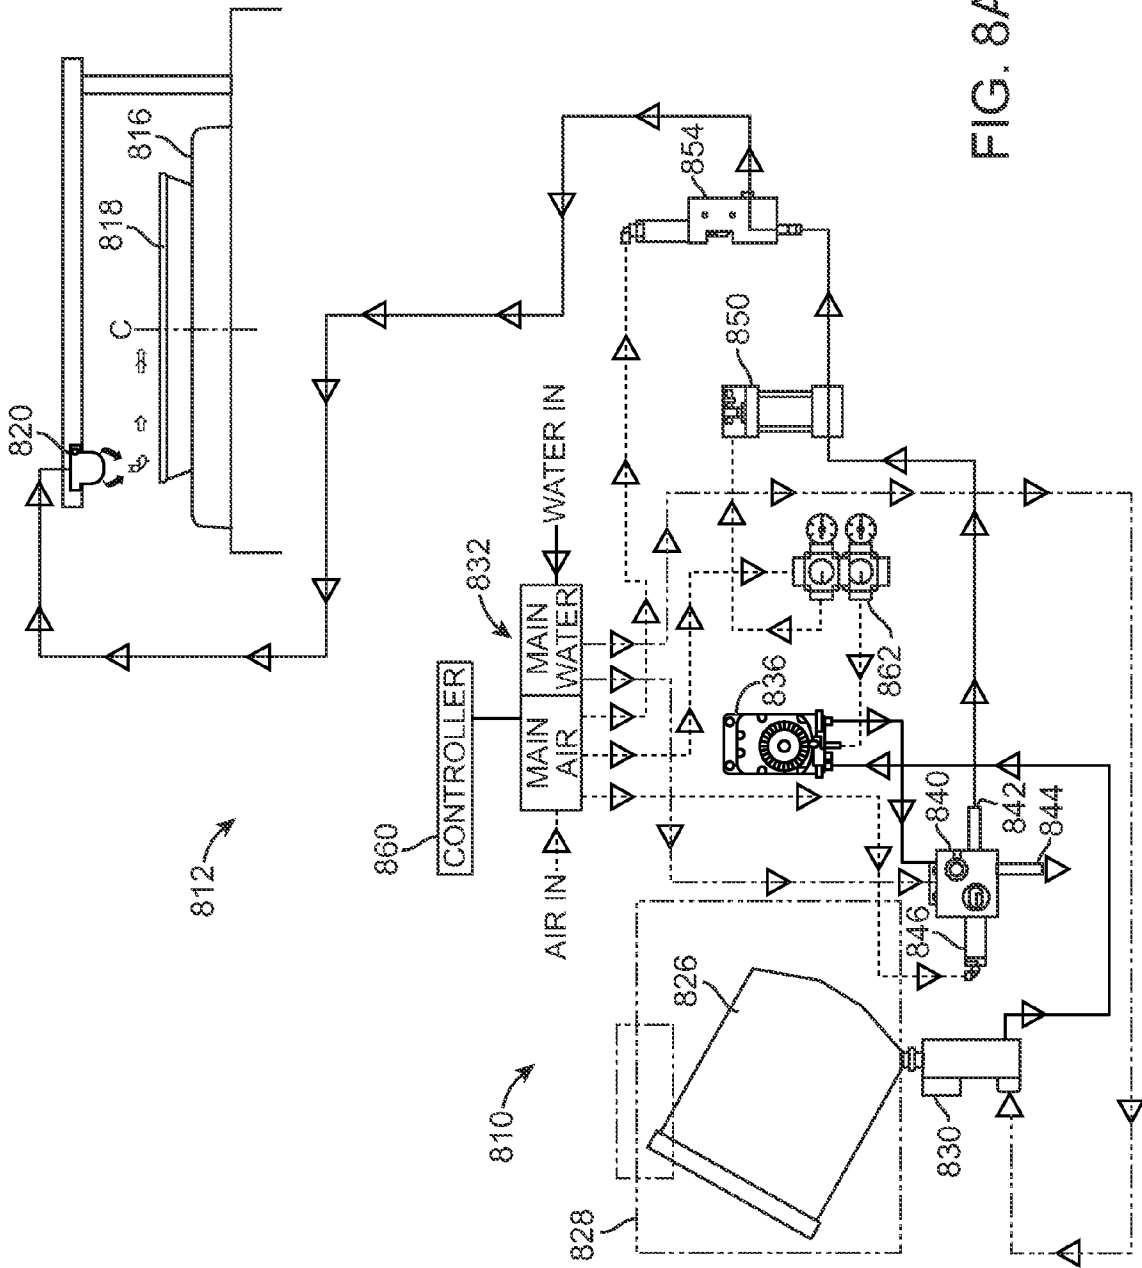 820
818
C
816
812
860
CONTROLLER
832
810
AIR IN
MAIN
AIR
MAIN
WATER
WATER IN
828
826
854
850
836
862
846
840
830
842
844
FIG. 8A